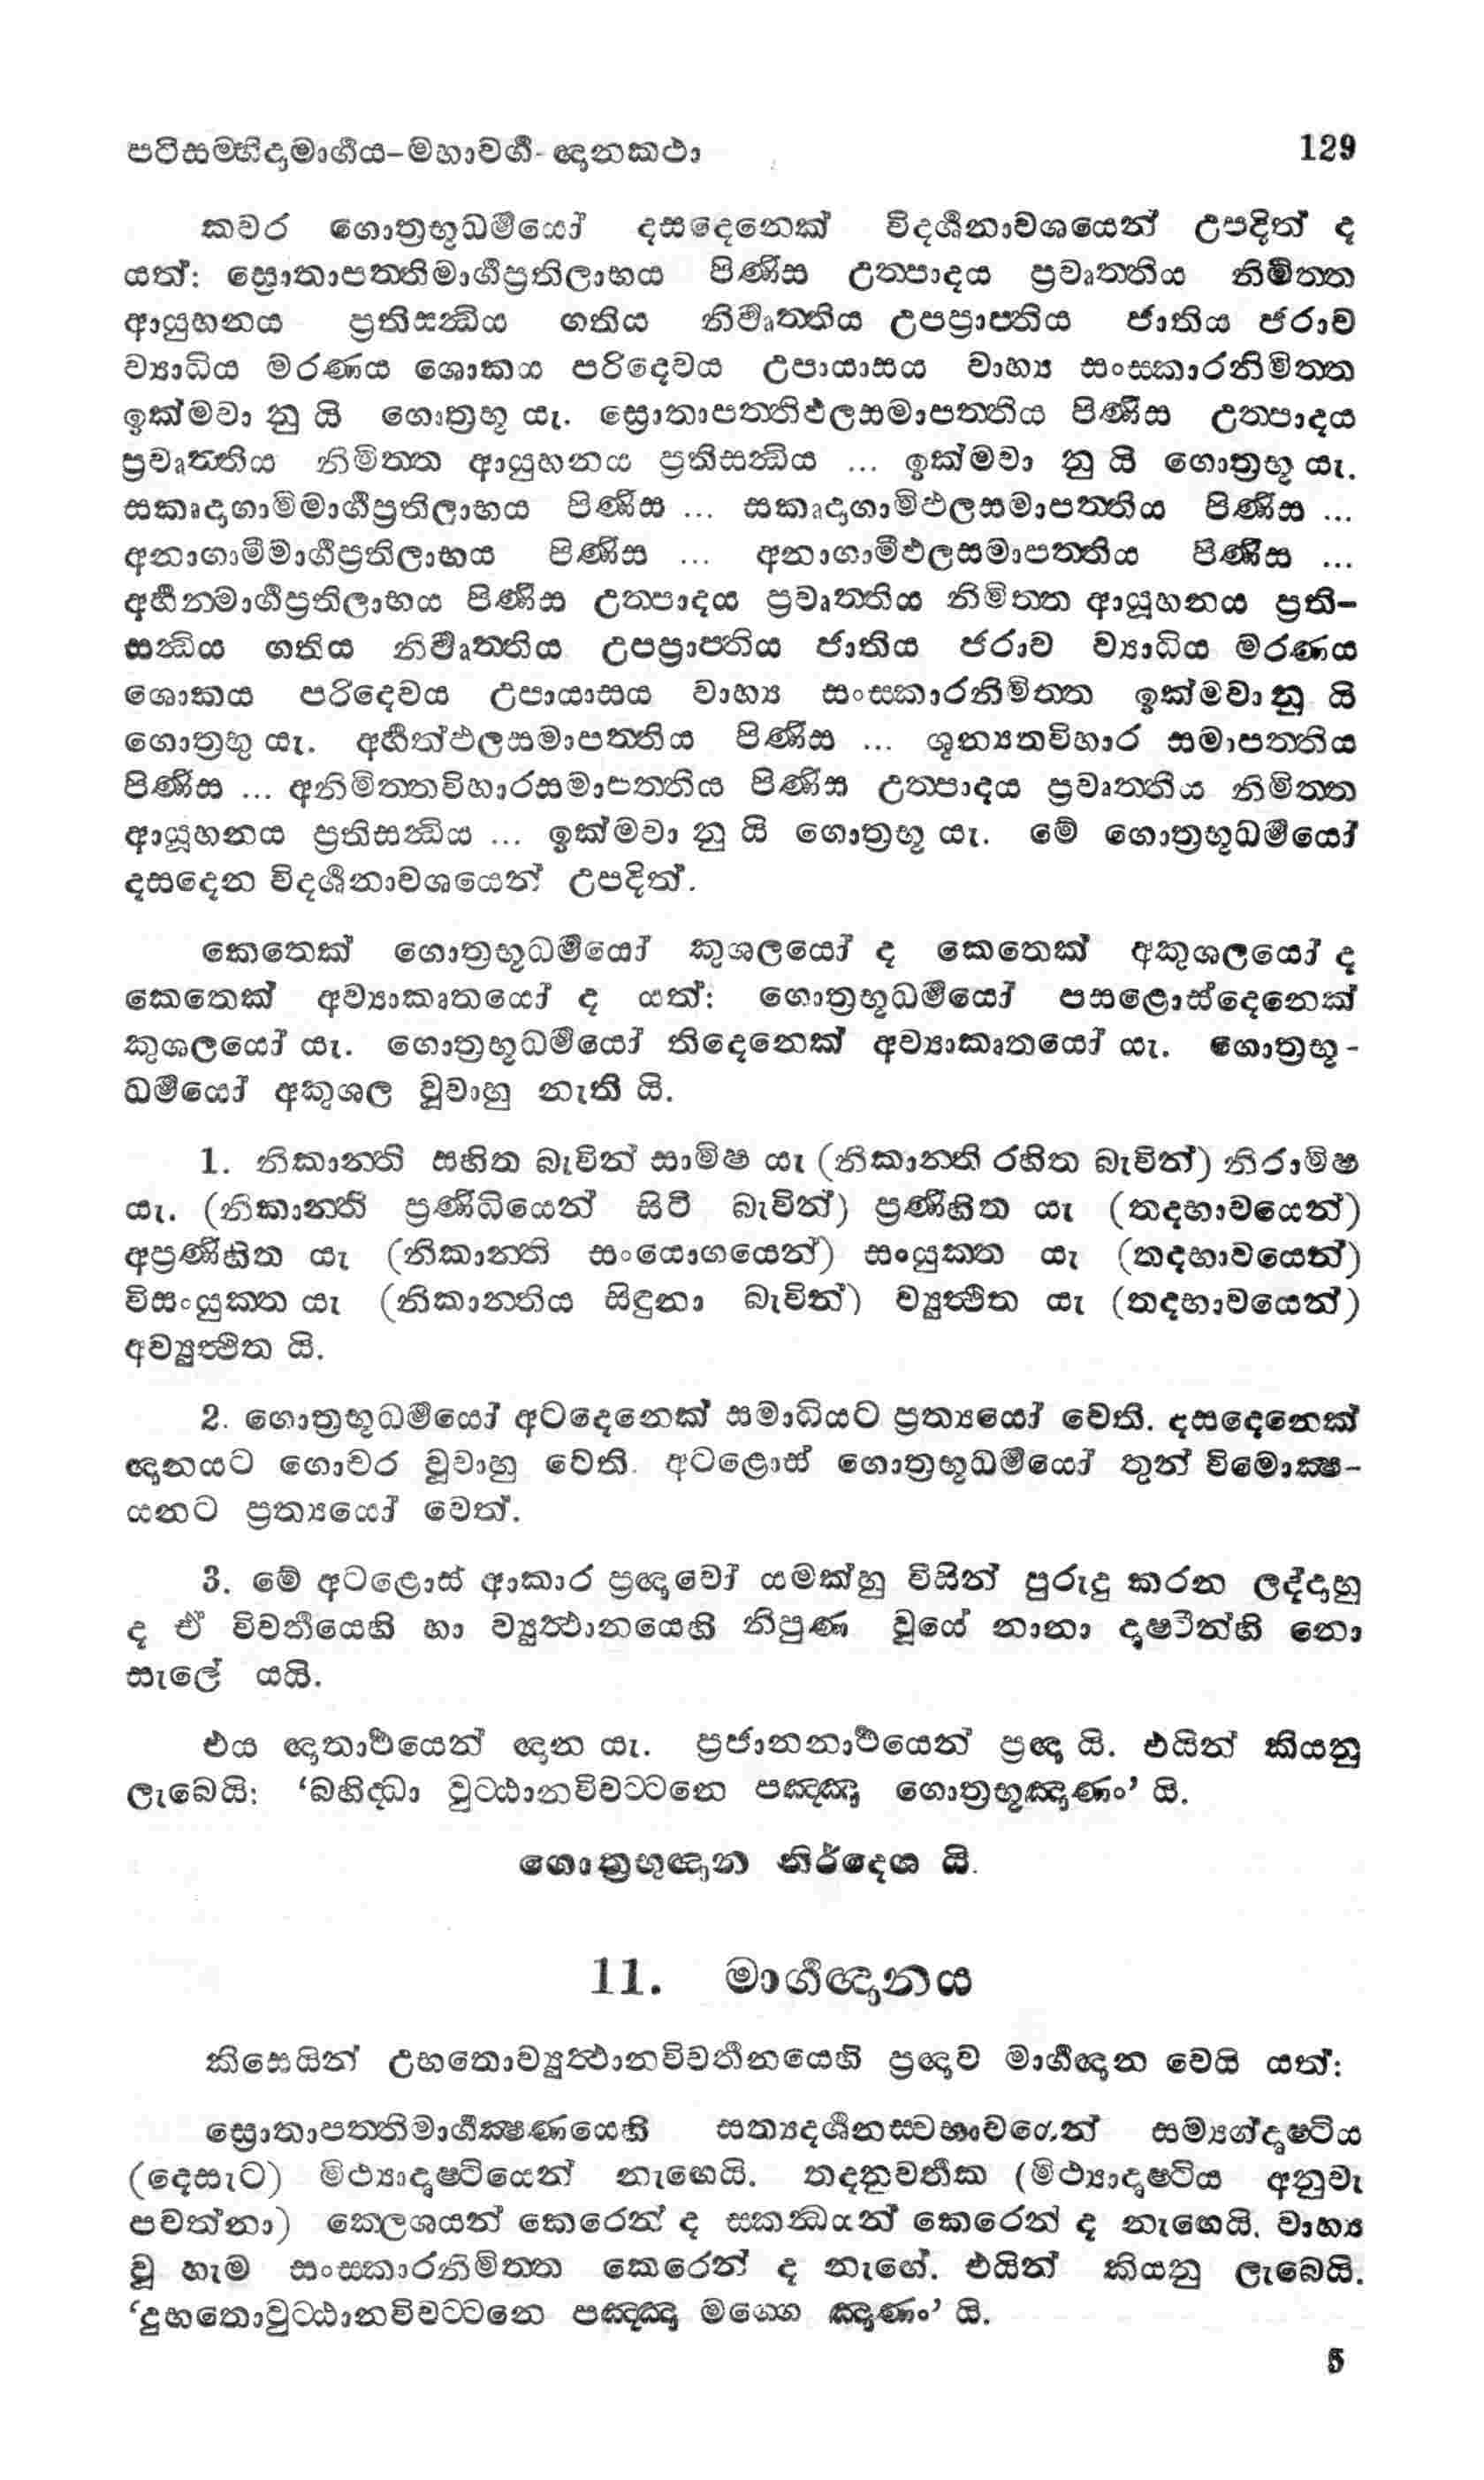 පටිසම්භිදාමාර්ගය-මහාවර්ග-ඥානකථා 129
කවර ගොත්‍රභූධර්මයෝ දසදෙනෙක් විදර්ශනාවශයෙන් උපදිත් ද
යත්: ස්‍රොතාපත්තිමාර්ගප්‍රතිලාභය පිණිස උත්පාදය ප්‍රවෘත්තිය නිමිත්ත
ආයූහනය ප්‍රතිසන්ධිය ගතිය නිර්වෘත්තිය උපප්‍රාප්තිය ජාතිය ජරාව
ව්‍යාධිය මරණය ශොකය පරිදෙවය උපායාසය වාහ්‍ය සංස්කාරනිමිත්ත
ඉක්මවා නු යි ගොත්‍රභූ යැ. ස්‍රොතාපත්තිඵලසමාපත්තිය පිණිස උත්පාදය
ප්‍රවෘත්තිය නිමිත්ත ආයූහනය ප්‍රතිසන්ධිය ... ඉක්මවා නු යි ගොත්‍රභූ යැ.
සකෘදාගාමිමාර්ගප්‍රතිලාභය පිණිස ... සකෘදාගාමිඵලසමාපත්තිය පිණිස ...
අනාගාමීමාර්ගප්‍රතිලාභය පිණිස ... අනාගාමීඵලසමාපත්තිය පිණිස ...
අර්හත්මාර්ගප්‍රතිලාභය පිණිස උත්පාදය ප්‍රවෘත්තිය නිමිත්ත ආයූහනය ප්‍රති-
සන්ධිය ගතිය නිර්වෘත්තිය උපප්‍රාප්තිය ජාතිය ජරාව ව්‍යාධිය මරණය
ශොකය පරිදෙවය උපායාසය වාහ්‍ය සංස්කාරනිමිත්ත ඉක්මවා නු යි
ගොත්‍රභූ යැ. අර්හත්ඵලසමාපත්තිය පිණිස ... ශූන්‍යතවිහාර සමාපත්තිය
පිණිස ... අනිමිත්තවිහාරසමාපත්තිය පිණිස උත්පාදය ප්‍රවෘත්තිය නිමිත්ත
ආයූහනය ප්‍රතිසන්ධිය ... ඉක්මවා නු යි ගොත්‍රභූ යැ. මේ ගොත්‍රභූධර්මයෝ
දසදෙන විදර්ශනාවශයෙන් උපදිත්.
කෙතෙක් ගොත්‍රභූධර්මයෝ කුශලයෝ ද කෙතෙක් අකුශලයෝ ද
කෙතෙක් අව්‍යාකෘතයෝ ද යත්: ගොත්‍රභූධර්මයෝ පසළොස්දෙනෙක්
කුශලයෝ යැ. ගොත්‍රභූධර්මයෝ තිදෙනෙක් අව්‍යාකෘතයෝ යැ. ගොත්‍රභූ-
ධර්මයෝ අකුශල වූවාහු නැති යි.
1. නිකාන්ති සහිත බැවින් සාමිෂ යැ (නිකාන්ති රහිත බැවින්) නිරාමිෂ
යැ. (නිකාන්ති ප්‍රණිධියෙන් සිටි බැවින්) ප්‍රණිහිත යැ (තදභාවයෙන්)
අප්‍රණිහිත යැ (නිකාන්ති සංයොගයෙන්) සංයුක්ත යැ (තදභාවයෙන්)
විසංයුක්ත යැ (නිකාන්තිය සිඳුනා බැවින්) ව්‍යුත්ථිත යැ (තදභාවයෙන්)
අව්‍යුත්ථිත යි.
2. ගොත්‍රභූධර්මයෝ අටදෙනෙක් සමාධියට ප්‍රත්‍යයෝ වෙති. දසදෙනෙක්
ඥානයට ගොචර වූවාහු වෙති. අටළොස් ගොත්‍රභූධර්මයෝ තුන් විමොක්ෂ-
යනට ප්‍රත්‍යයෝ වෙත්.
3. මේ අටළොස් ආකාර ප්‍රඥාවෝ යමක්හු විසින් පුරුදු කරන ලද්දාහු
ද ඒ විවර්තයෙහි හා ව්‍යුත්ථානයෙහි නිපුණ වූයේ නානා දෘෂ්ටීන්හි නො
සැලේ යයි.
එය ඥාතාර්ථයෙන් ඥාන යැ. ප්‍රජානනාර්ථයෙන් ප්‍රඥා යි. එයින් කියනු
ලැබෙයි: ‘බහිද්ධා වුට්ඨානවිවට්ටනෙ පඤ්ඤා ගොත්‍රභූඤාණං’ යි.
ගොත්‍රභූඥාන නිර්දෙශ යි.
11. මාර්ගඥානය
කිසෙයින් උභතොව්‍යුත්ථානවිවර්තනයෙහි ප්‍රඥාව මාර්ගඥාන වෙයි යත්:
ස්‍රොතාපත්තිමාර්ගක්ෂණයෙහි සත්‍යදර්ශනස්වභාවයෙන් සම්‍යග්දෘෂ්ටිය
(දෙසැට) මිථ්‍යාදෘෂ්ටියෙන් නැඟෙයි. තදනුවර්තක (මිථ්‍යාදෘෂ්ටිය අනුවැ
පවත්නා) කෙලශයන් කෙරෙන් ද ස්කන්ධයන් කෙරෙන් ද නැඟෙයි. වාහ්‍ය
වූ හැම සංස්කාරනිමිත්ත කෙරෙන් ද නැඟේ. එයින් කියනු ලැබෙයි.
‘දුභතොවුට්ඨානවිවට්ටනෙ පඤ්ඤා මග්ගෙ ඤාණං’ යි.
5